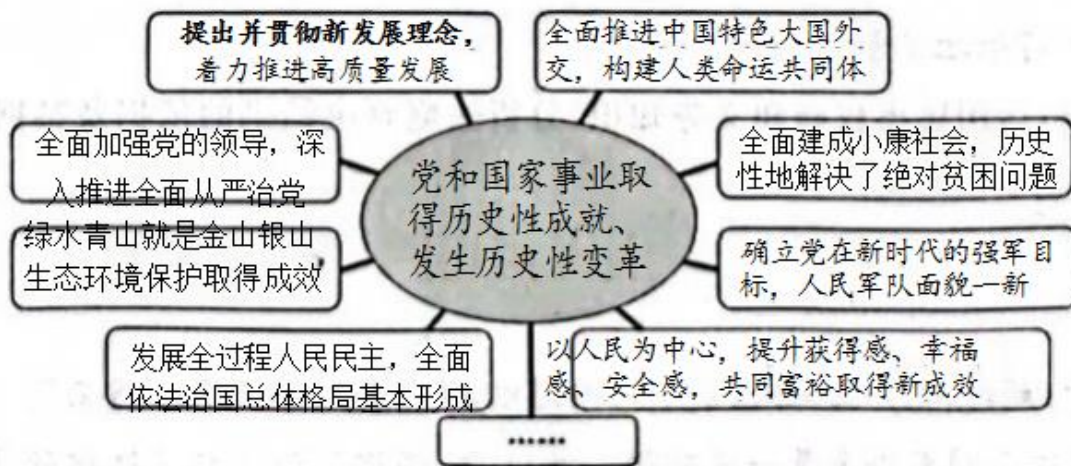 提出并贯彻新发展理念，
着力推进高质量发展
全面推进中国特色大国外
交，构建人类命运共同体
全面加强党的领导，深
入推进全面从严治党
全面建成小康社会，历史
性地解决了绝对贫困问题
党和国家事业取
得历史性成就、
发生历史性变革
绿水青山就是金山银山
生态环境保护取得成效
确立党在新时代的强军目
标，人民军队面貌一新
发展全过程人民民主，全面
依法治国总体格局基本形成
以人民为中心，提升获得感、幸福
感、安全感，共同富裕取得新成效
……